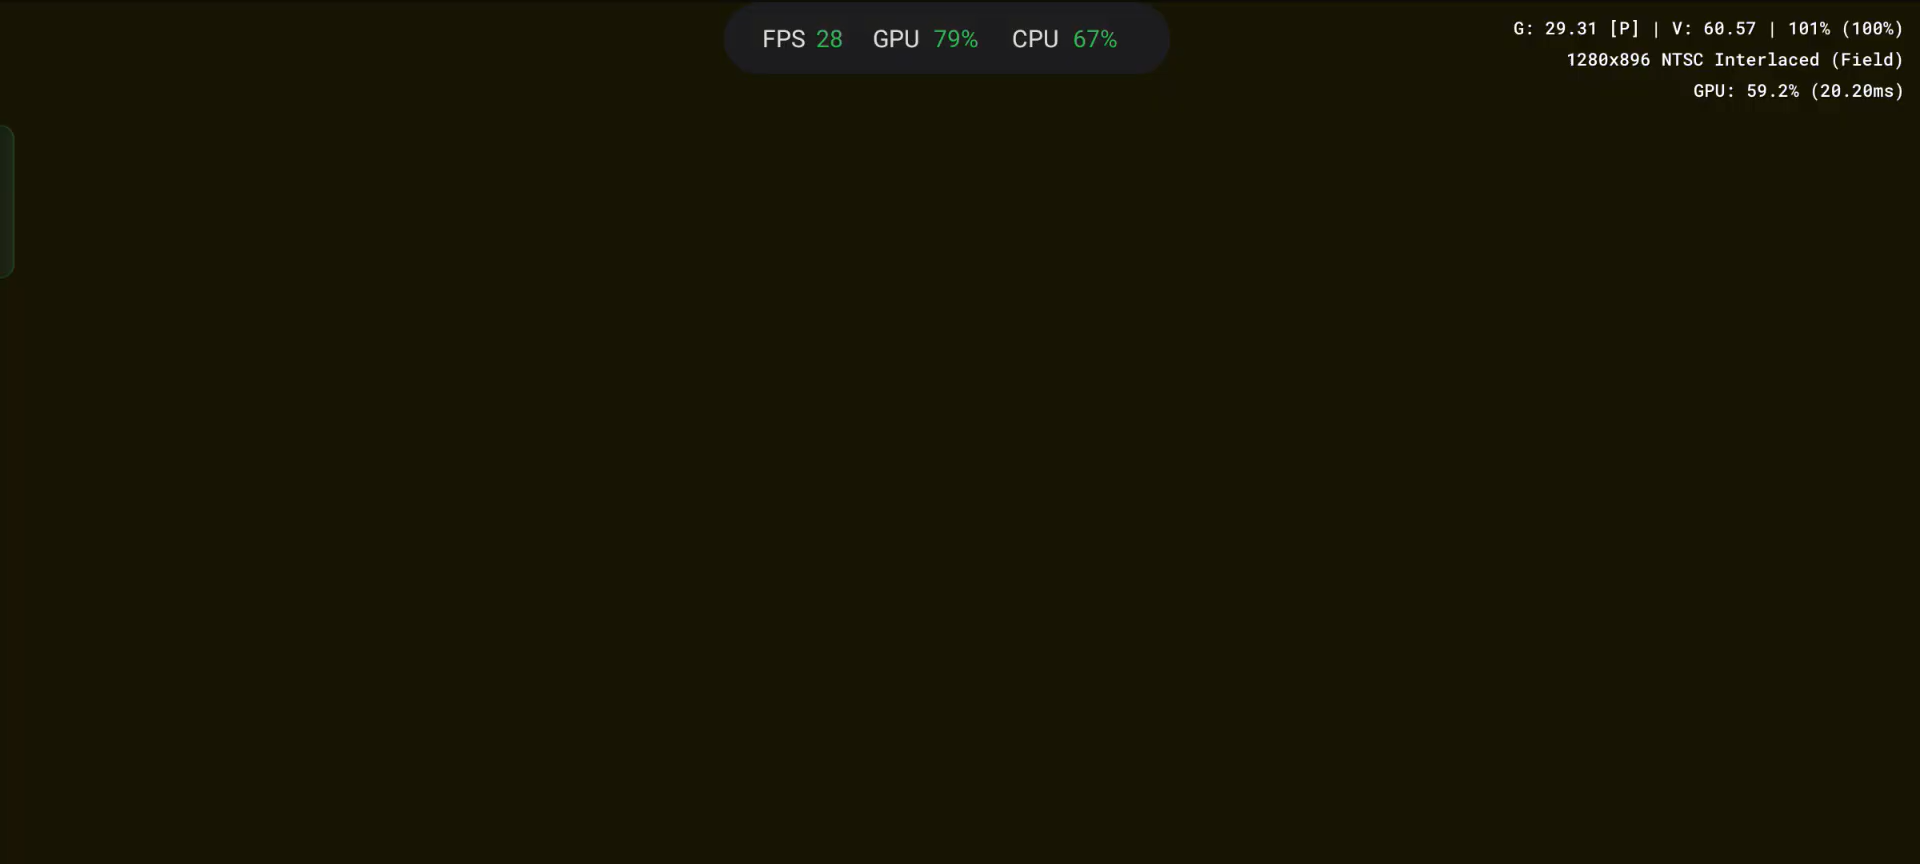 FPS 28 GPU 79% CPU 67%
G: 29.31 [P] | V: 60.57 | 101% (100%)
1280x896 NTSC Interlaced (Field)
GPU: 59.2% (20.20ms)